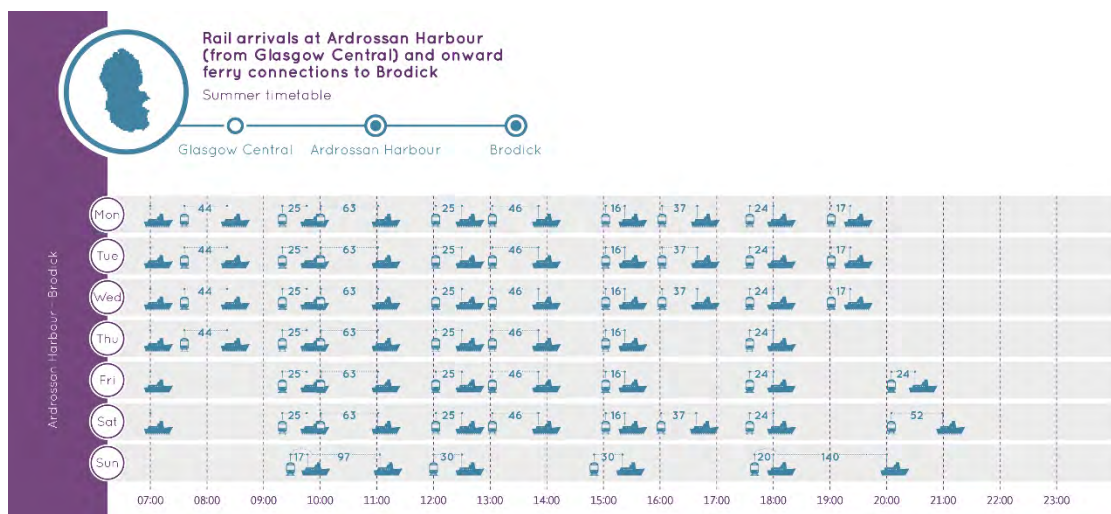 Rail arrivals at Ardrossan Harbour
(from Glasgow Central) and onward
ferry connections to Brodick
Summer timetable
Glasgow Central Ardrossan Harbour Brodick
Ardrossan Harbour - Brodick
Mon 44 25 63 25 46 16 37 24 17
Tue 44 25 63 25 46 16 37 24 17
Wed 44 25 63 25 46 16 37 24 17
Thu 44 25 63 25 46 16 24
Fri 25 63 25 46 16 24 24
Sat 25 63 25 46 16 37 24 52
Sun 17 97 30 30 20 140
07:00 08:00 09:00 10:00 11:00 12:00 13:00 14:00 15:00 16:00 17:00 18:00 19:00 20:00 21:00 22:00 23:00